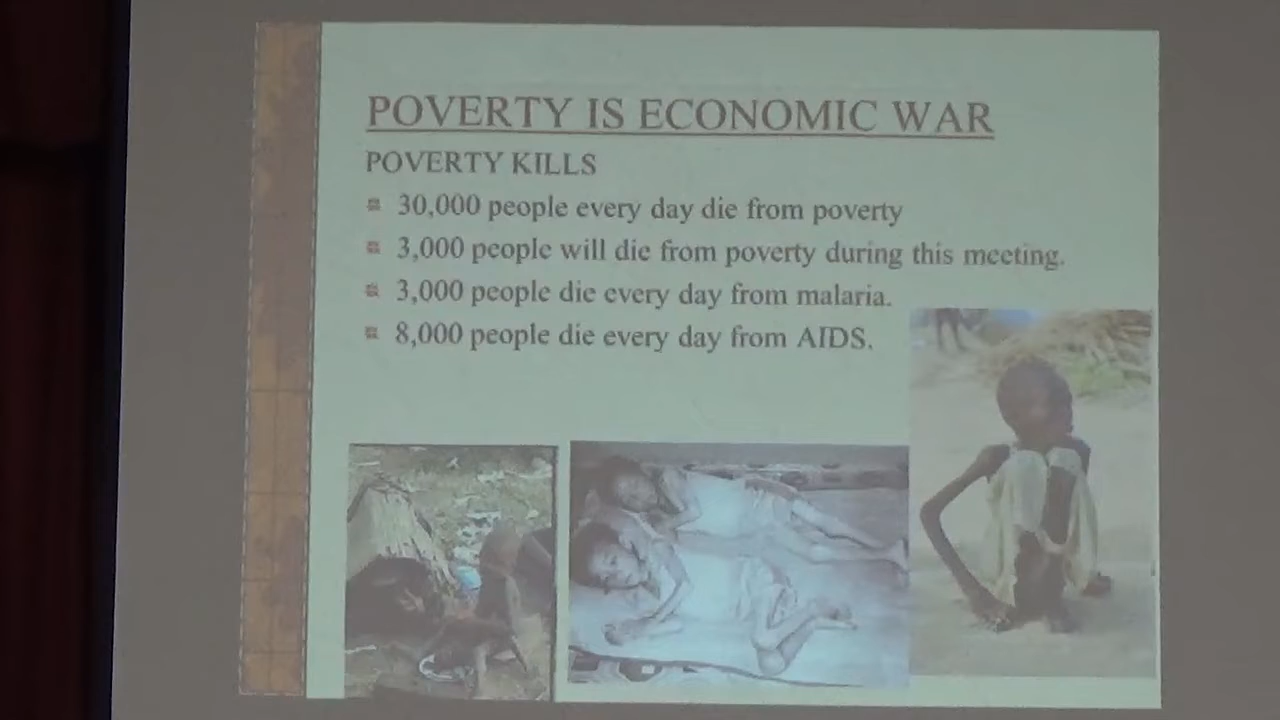 POVERTY IS ECONOMIC WAR
POVERTY KILLS
30,000 people every day die from poverty
3,000 people will die from poverty during this meeting.
3,000 people die every day from malaria.
8,000 people die every day from AIDS.